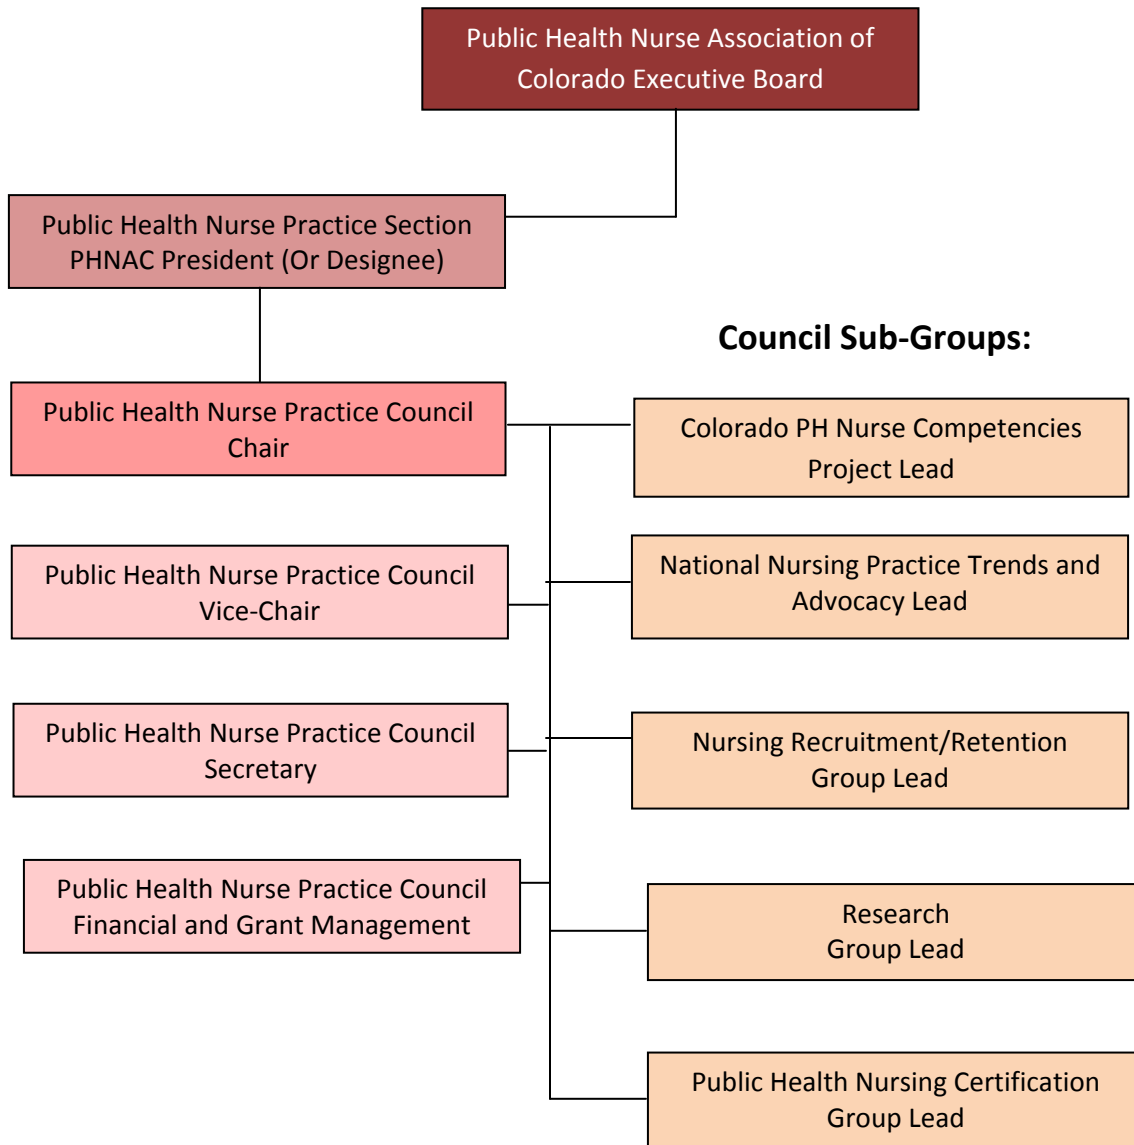 Public Health Nurse Association of
Colorado Executive Board
Public Health Nurse Practice Section
PHNAC President (Or Designee)
Council Sub-Groups:
Public Health Nurse Practice Council
Chair
Colorado PH Nurse Competencies
Project Lead
Public Health Nurse Practice Council
Vice-Chair
National Nursing Practice Trends and
Advocacy Lead
Public Health Nurse Practice Council
Secretary
Nursing Recruitment/Retention
Group Lead
Public Health Nurse Practice Council
Financial and Grant Management
Research
Group Lead
Public Health Nursing Certification
Group Lead